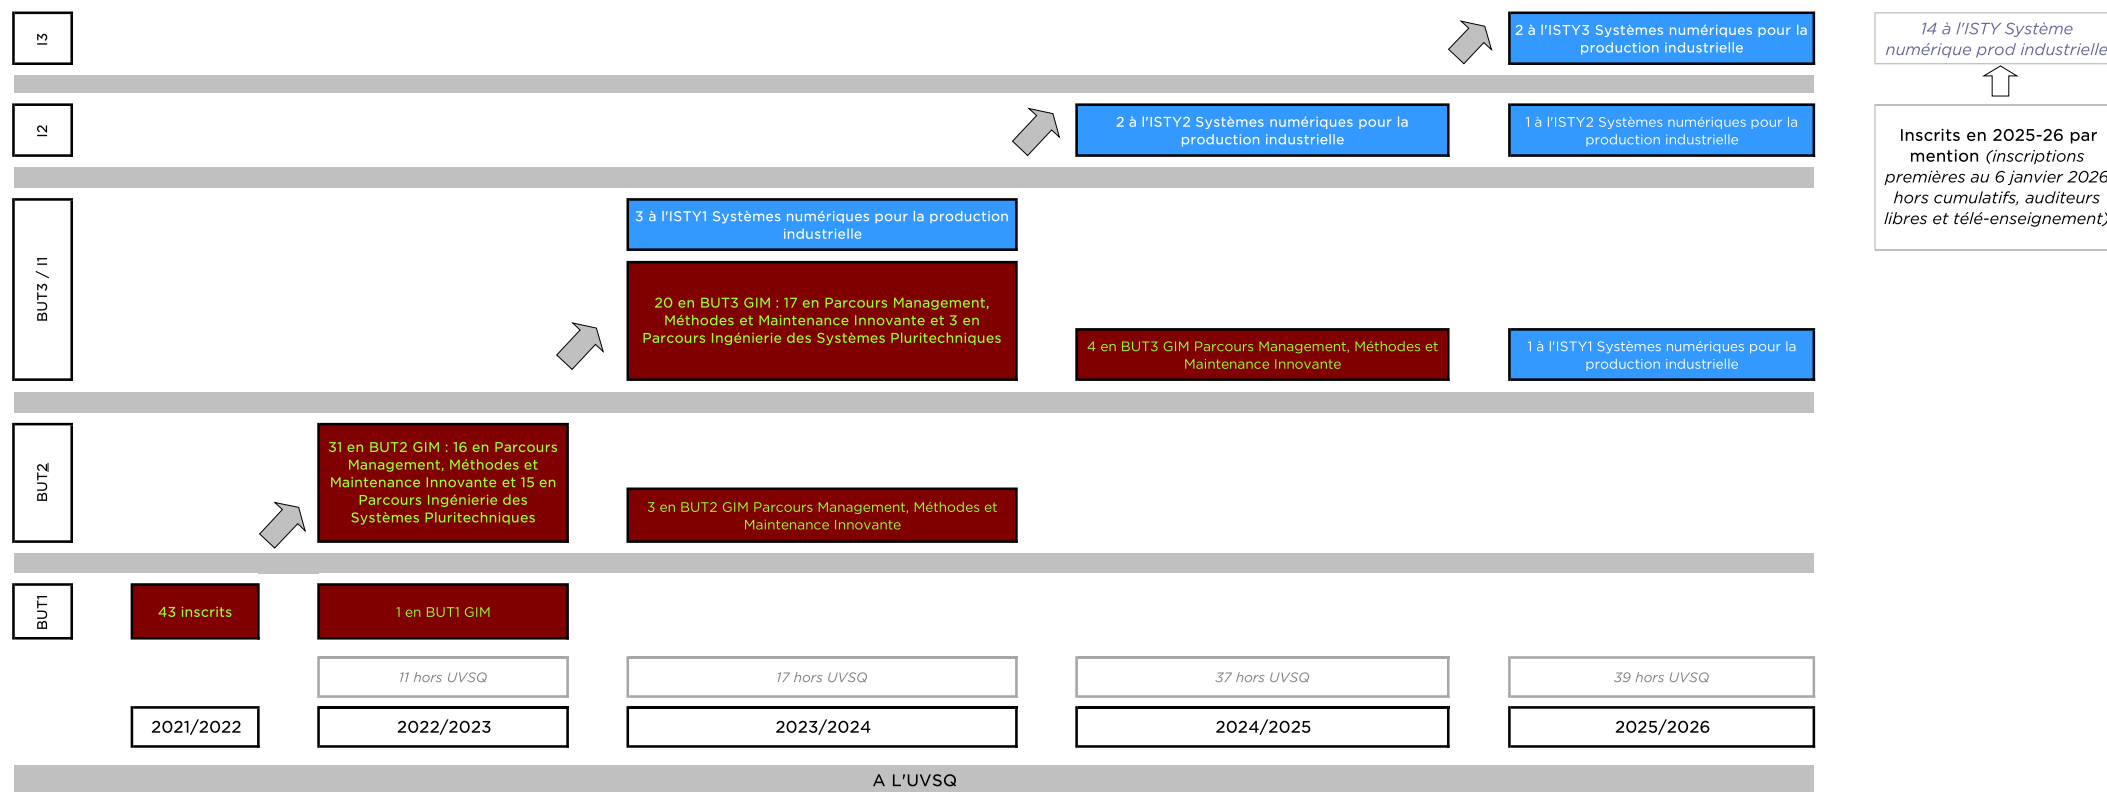 I3
2 à l'ISTY3 Systèmes numériques pour la
production industrielle
14 à l'ISTY Système
numérique prod industrielle
I2
2 à l'ISTY2 Systèmes numériques pour la
production industrielle
1 à l'ISTY2 Systèmes numériques pour la
production industrielle
Inscrits en 2025-26 par
mention (inscriptions
premières au 6 janvier 2026
hors cumulatifs, auditeurs
libres et télé-enseignement)
BUT3 / I1
3 à l'ISTY1 Systèmes numériques pour la production
industrielle
20 en BUT3 GIM : 17 en Parcours Management,
Méthodes et Maintenance Innovante et 3 en
Parcours Ingénierie des Systèmes Pluritechniques
4 en BUT3 GIM Parcours Management, Méthodes et
Maintenance Innovante
1 à l'ISTY1 Systèmes numériques pour la
production industrielle
BUT2
31 en BUT2 GIM : 16 en Parcours
Management, Méthodes et
Maintenance Innovante et 15 en
Parcours Ingénierie des
Systèmes Pluritechniques
3 en BUT2 GIM Parcours Management, Méthodes et
Maintenance Innovante
BUT1
43 inscrits
1 en BUT1 GIM
11 hors UVSQ
17 hors UVSQ
37 hors UVSQ
39 hors UVSQ
2021/2022
2022/2023
2023/2024
2024/2025
2025/2026
A L'UVSQ